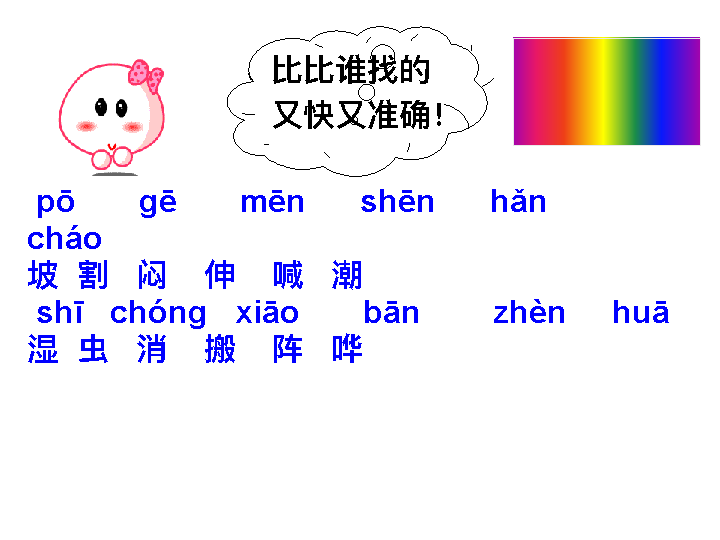 比比谁找的
又快又准确！
pō gē mēn shēn hǎn
cháo
坡 割 闷 伸 喊 潮
shī chóng xiāo bān zhèn huā
湿 虫 消 搬 阵 哗